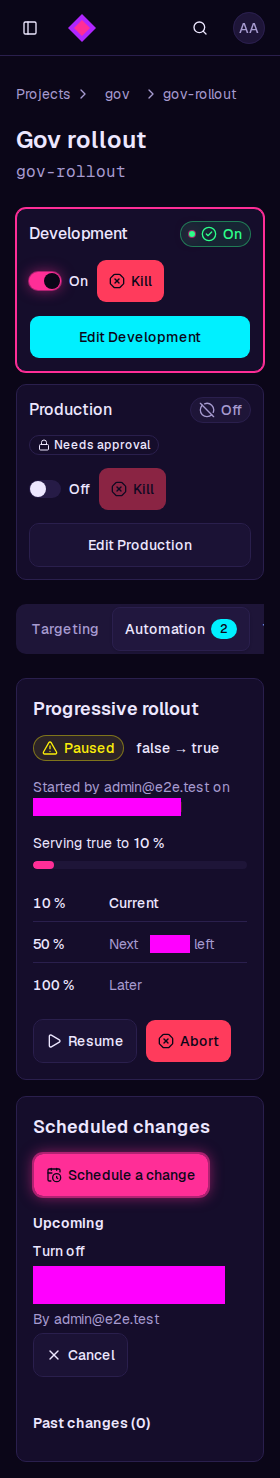 AA
Projects > gov > gov-rollout
Gov rollout
gov-rollout
Development
On
On
Kill
Edit Development
Production
Off
Needs approval
Off
Kill
Edit Production
Targeting
Automation 2
Progressive rollout
Paused
false → true
Started by admin@e2e.test on
Serving true to 10 %
10 % Current
50 % Next left
100 % Later
Resume
Abort
Scheduled changes
Schedule a change
Upcoming
Turn off
By admin@e2e.test
Cancel
Past changes (0)